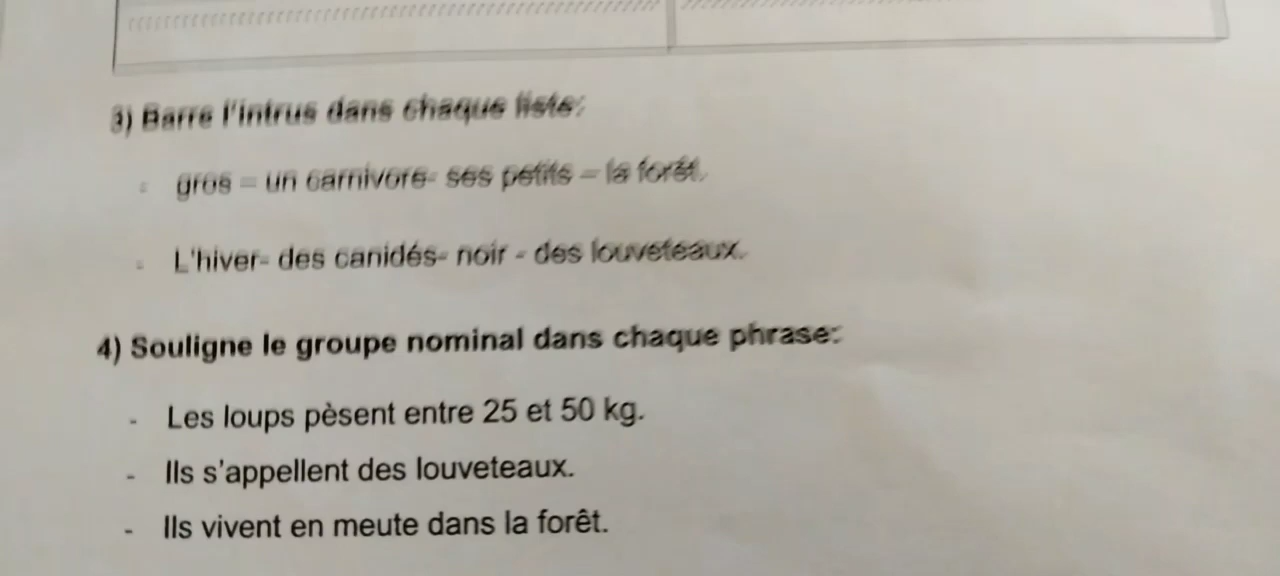 3) Barre l'intrus dans chaque liste:
gros – un carnivore- ses petits – la forêt.
L'hiver- des canidés- noir - des louveteaux.
4) Souligne le groupe nominal dans chaque phrase:
- Les loups pèsent entre 25 et 50 kg.
- Ils s'appellent des louveteaux.
- Ils vivent en meute dans la forêt.